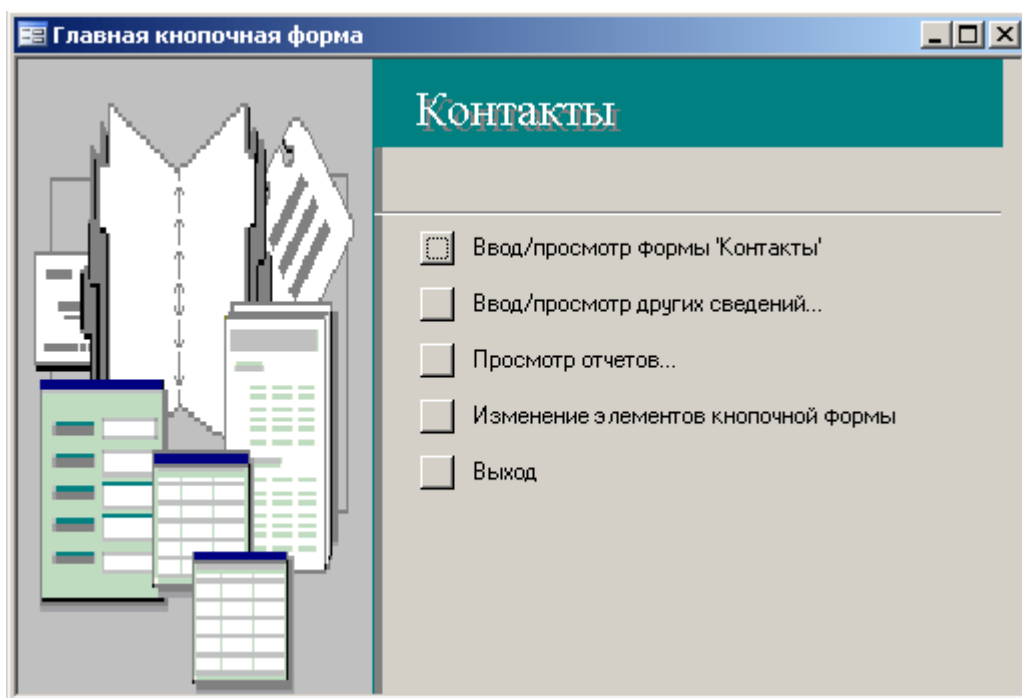 Главная кнопочная форма
Контакты
Ввод/просмотр формы 'Контакты'
Ввод/просмотр других сведений...
Просмотр отчетов...
Изменение элементов кнопочной формы
Выход